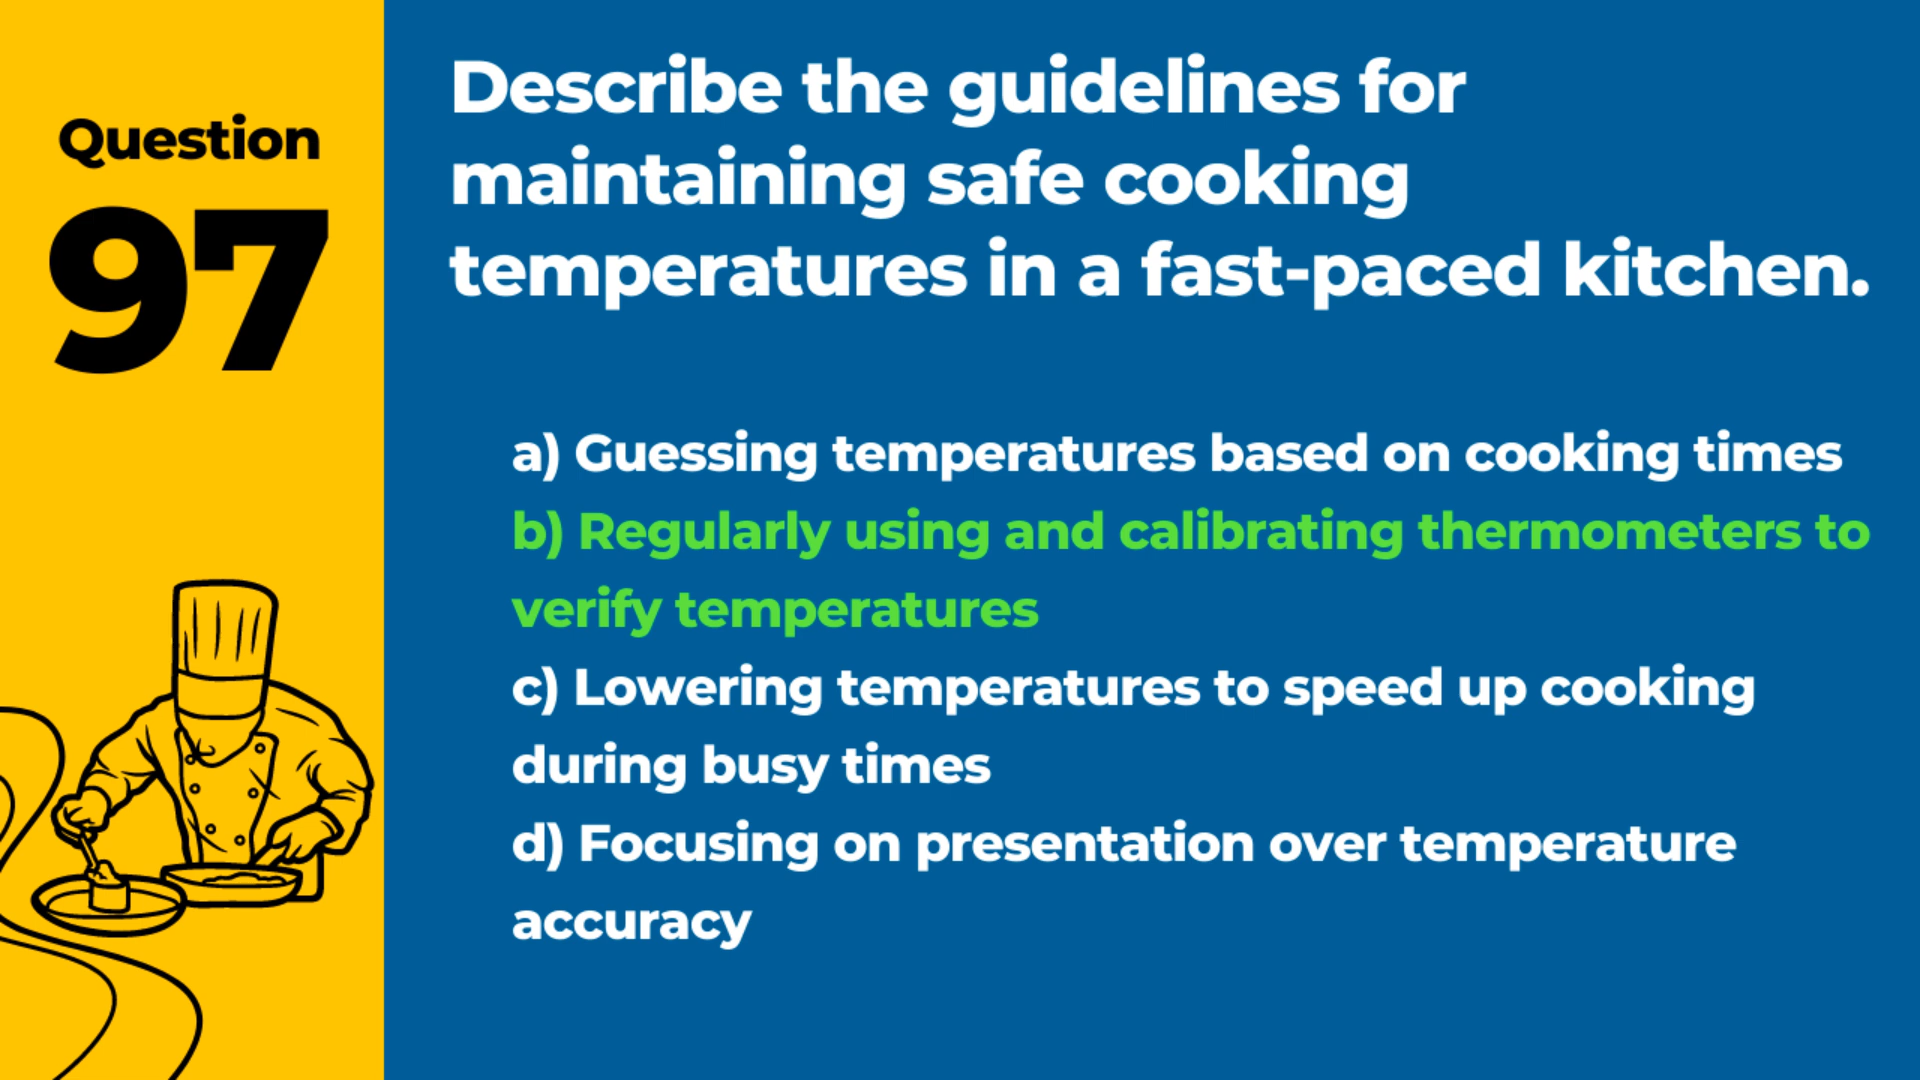 Question
97
Describe the guidelines for
maintaining safe cooking
temperatures in a fast-paced kitchen.
a) Guessing temperatures based on cooking times
b) Regularly using and calibrating thermometers to
verify temperatures
c) Lowering temperatures to speed up cooking
during busy times
d) Focusing on presentation over temperature
accuracy